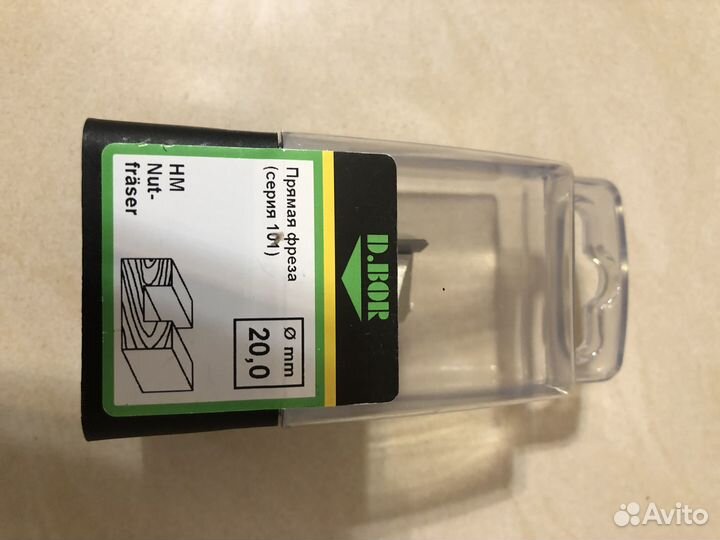 D.BOR
Прямая фреза
(серия 101)
HM
Nut-
fräser
Ø mm
20,0
Avito